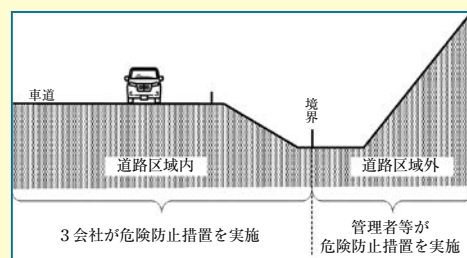 車道
境界
道路区域内
道路区域外
3会社が危険防止措置を実施
管理者等が
危険防止措置を実施